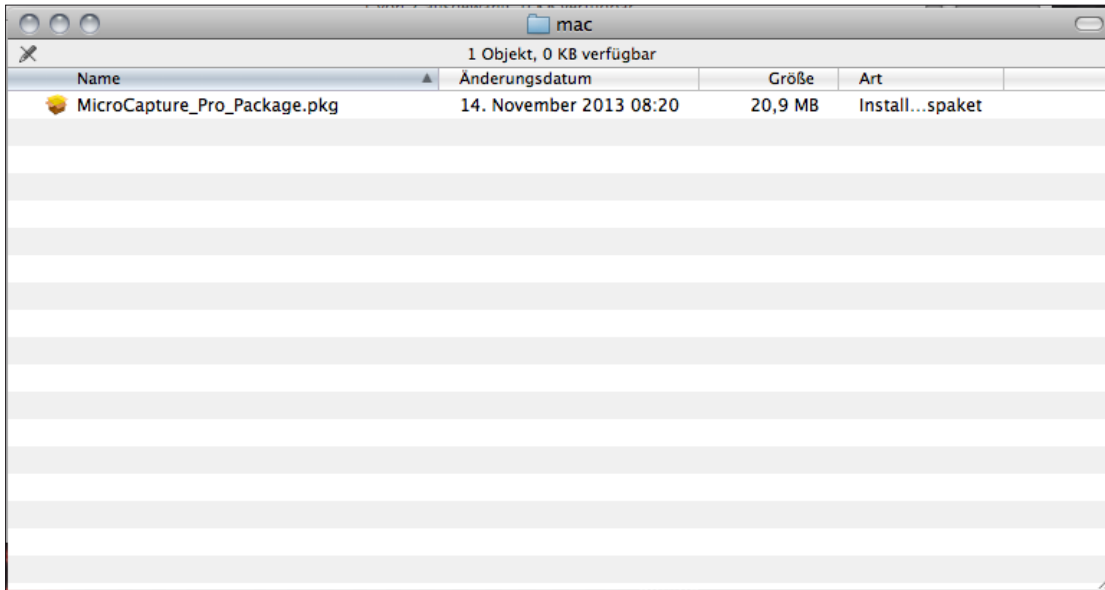 mac
1 Objekt, 0 KB verfügbar
Name Änderungsdatum Größe Art
MicroCapture_Pro_Package.pkg 14. November 2013 08:20 20,9 MB Install…spaket